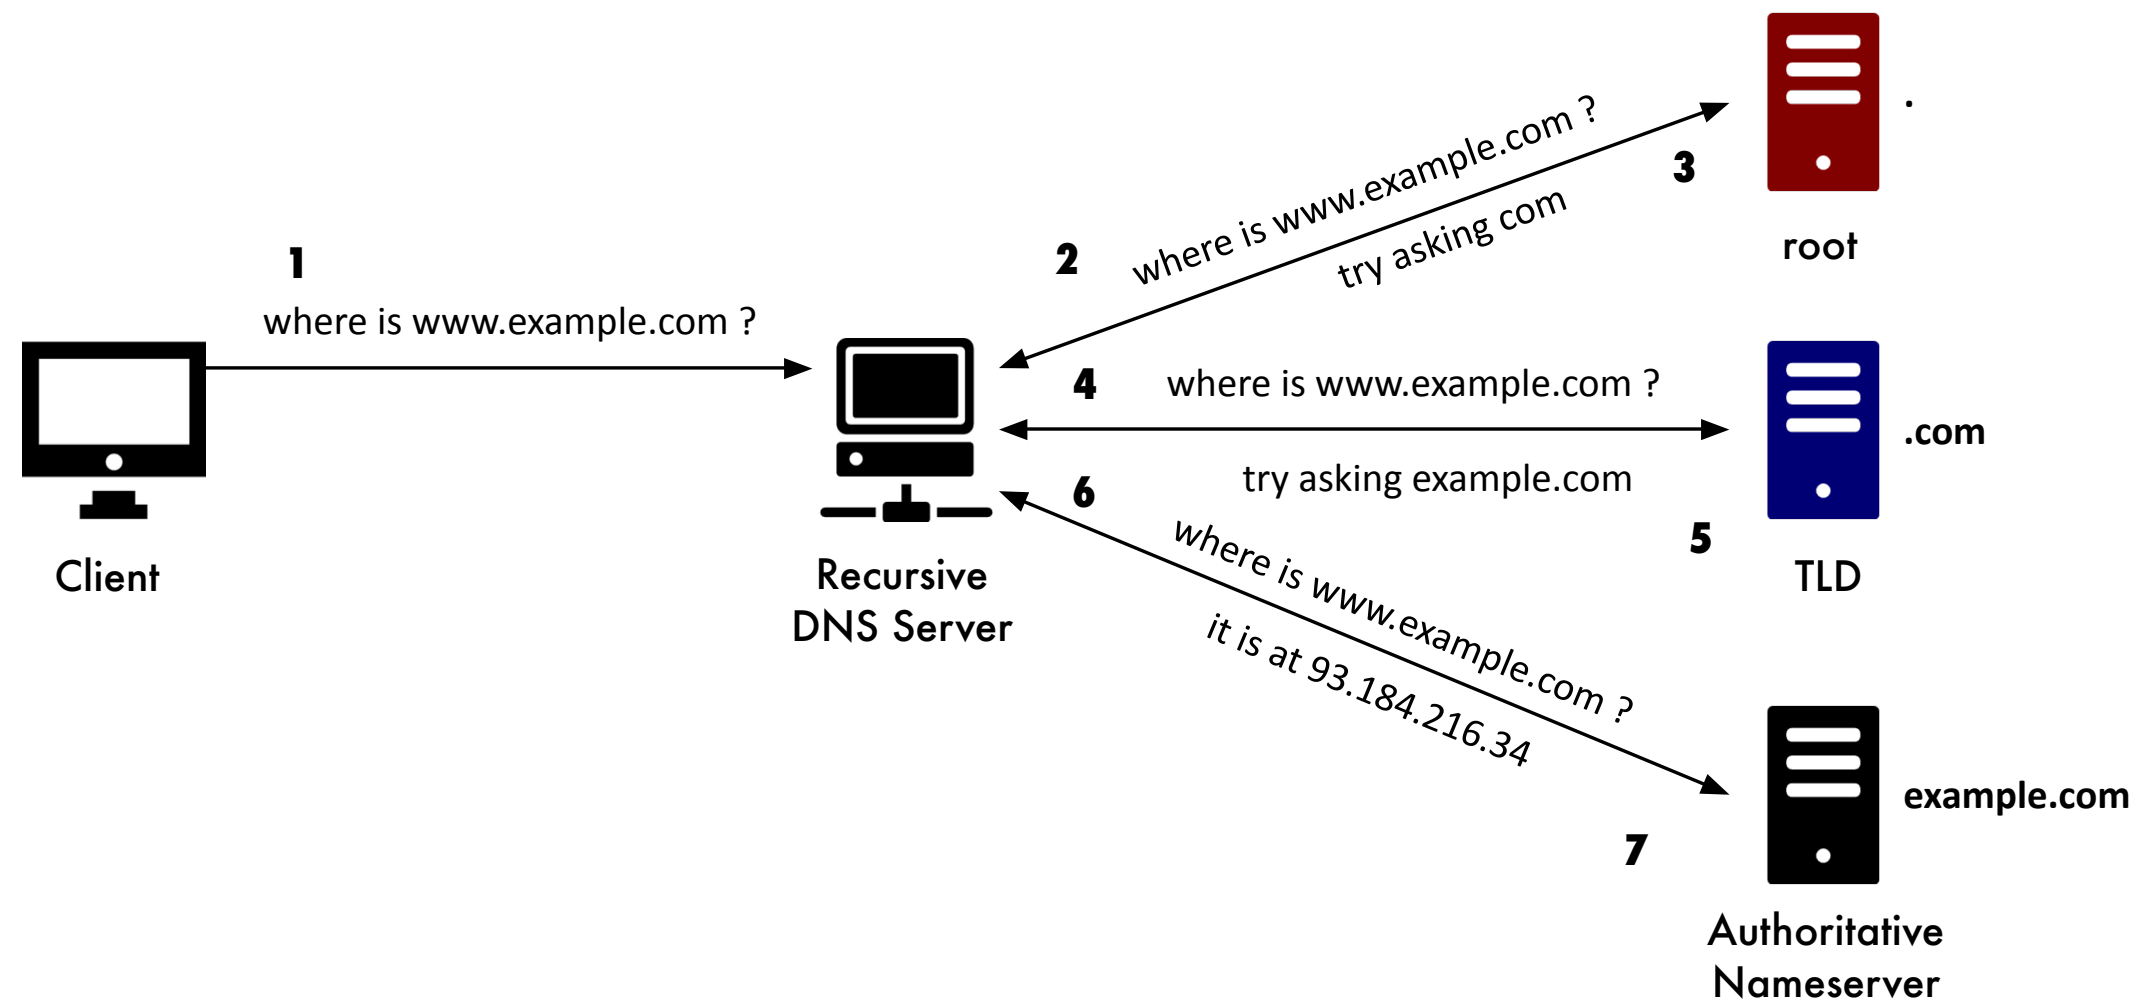 1
where is www.example.com ?
Client
Recursive
DNS Server
2
where is www.example.com ?
try asking com
3
.
root
4
where is www.example.com ?
try asking example.com
5
.com
TLD
6
where is www.example.com ?
it is at 93.184.216.34
7
example.com
Authoritative
Nameserver